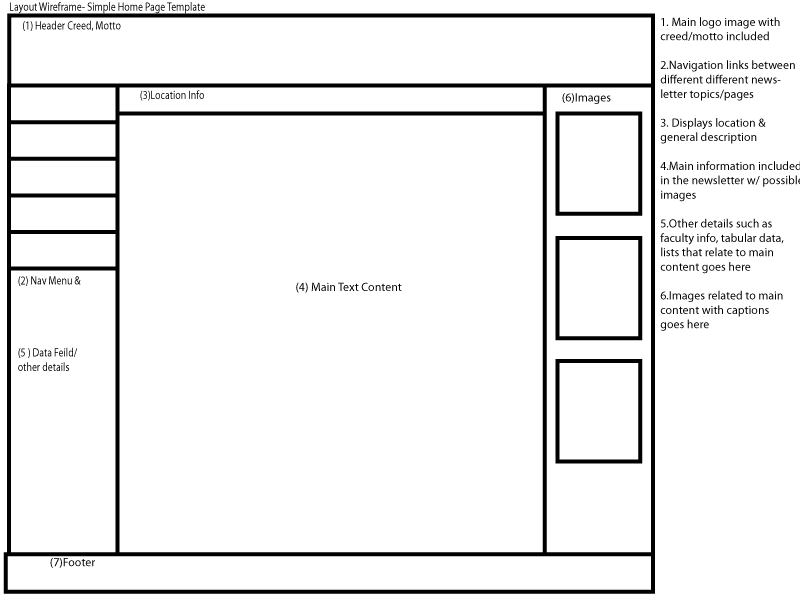 Layout Wireframe- Simple Home Page Template
(1) Header Creed, Motto
(3)Location Info
(6)Images
(4) Main Text Content
(2) Nav Menu &
(5 ) Data Feild/
other details
(7)Footer
1. Main logo image with
creed/motto included
2.Navigation links between
different different news-
letter topics/pages
3. Displays location &
general description
4.Main information included
in the newsletter w/ possible
images
5.Other details such as
faculty info, tabular data,
lists that relate to main
content goes here
6.Images related to main
content with captions
goes here